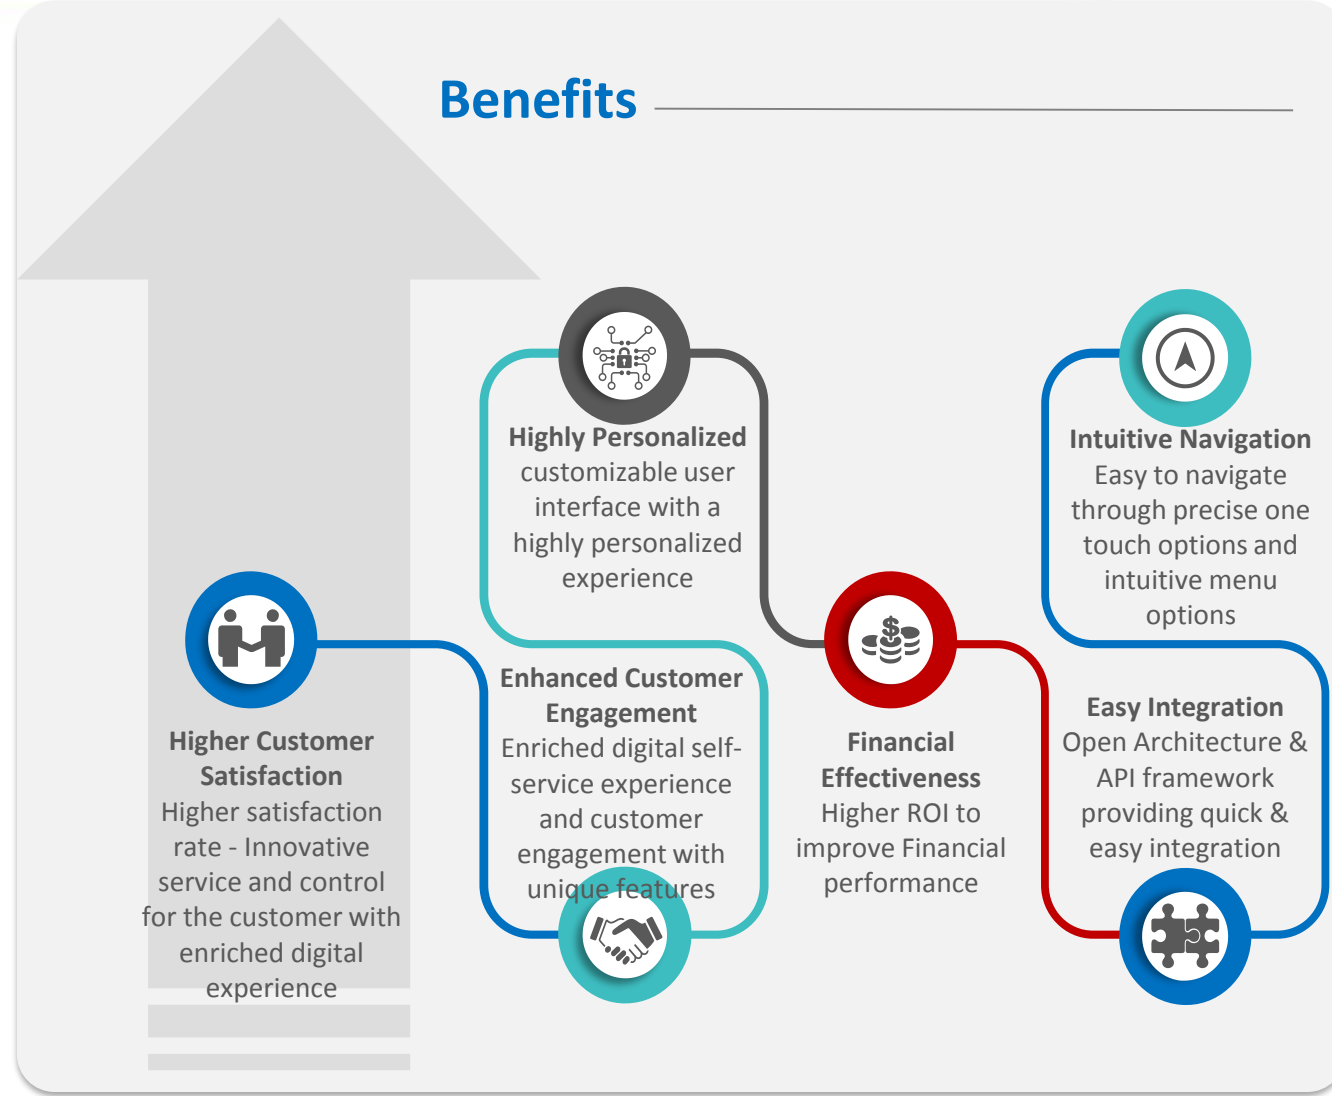 Benefits
Higher Customer
Satisfaction
Higher satisfaction
rate - Innovative
service and control
for the customer with
enriched digital
experience
Highly Personalized
customizable user
interface with a
highly personalized
experience
Enhanced Customer
Engagement
Enriched digital self-
service experience
and customer
engagement with
unique features
Financial
Effectiveness
Higher ROI to
improve Financial
performance
Intuitive Navigation
Easy to navigate
through precise one
touch options and
intuitive menu
options
Easy Integration
Open Architecture &
API framework
providing quick &
easy integration